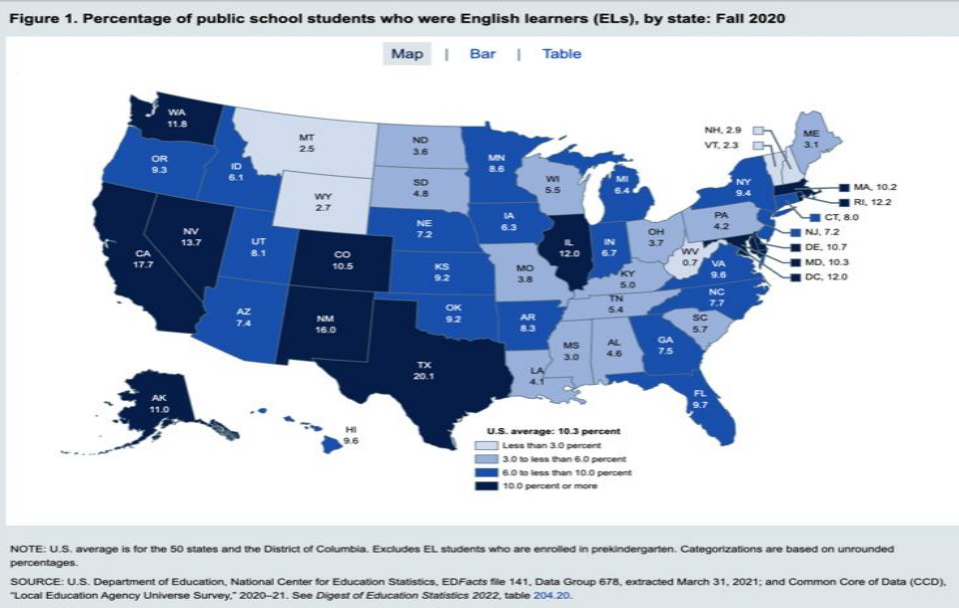 Figure 1. Percentage of public school students who were English learners (ELs), by state: Fall 2020
Map | Bar | Table
WA
11.8
MT
2.5
ND
3.6
MN
8.6
NH, 2.9
VT, 2.3
ME
3.1
OR
9.3
ID
6.1
WY
2.7
SD
4.8
WI
5.5
MI
6.4
NY
9.4
MA, 10.2
RI, 12.2
CT, 8.0
NJ, 7.2
DE, 10.7
MD, 10.3
DC, 12.0
CA
17.7
NV
13.7
UT
8.1
CO
10.5
NE
7.2
IA
6.3
IL
12.0
IN
6.7
OH
3.7
PA
4.2
WV
0.7
VA
9.6
KS
9.2
MO
3.8
KY
5.0
NC
7.7
TN
5.4
SC
5.7
AZ
7.4
NM
16.0
OK
9.2
AR
8.3
MS
3.0
AL
4.6
GA
7.5
TX
20.1
LA
4.1
FL
9.7
AK
11.0
HI
9.6
U.S. average: 10.3 percent
Less than 3.0 percent
3.0 to less than 6.0 percent
6.0 to less than 10.0 percent
10.0 percent or more
NOTE: U.S. average is for the 50 states and the District of Columbia. Excludes EL students who are enrolled in prekindergarten. Categorizations are based on unrounded
percentages.
SOURCE: U.S. Department of Education, National Center for Education Statistics, EDFacts file 141, Data Group 678, extracted March 31, 2021; and Common Core of Data (CCD),
"Local Education Agency Universe Survey," 2020–21. See Digest of Education Statistics 2022, table 204.20.